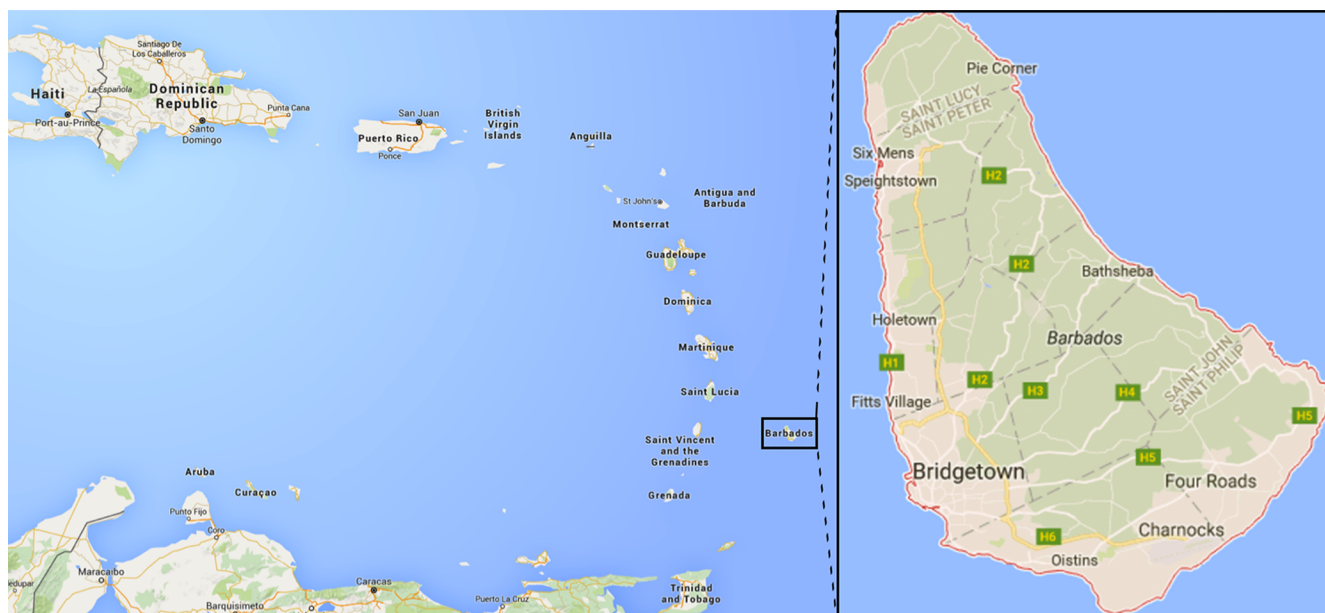 Santiago De
Los Caballeros
Haiti
La Española
Dominican
Republic
Port-au-Prince
Santo
Domingo
Punta Cana
San Juan
Puerto Rico
Ponce
British
Virgin
Islands
Anguilla
St John's
Antigua and
Barbuda
Montserrat
Guadeloupe
Dominica
Martinique
Saint Lucia
Barbados
Saint Vincent
and the
Grenadines
Grenada
Aruba
Curaçao
Punto Fijo
Coro
Maracaibo
edupar
Barquisimeto
Caracas
Puerto La Cruz
Trinidad
and Tobago
Pie Corner
SAINT LUCY
SAINT PETER
Six Mens
Speightstown
H2
H2
Bathsheba
Holetown
Barbados
H1
H2
H3
H4
SAINT JOHN
SAINT PHILIP
Fitts Village
H5
Bridgetown
H5
Four Roads
Charnocks
H6
Oistins